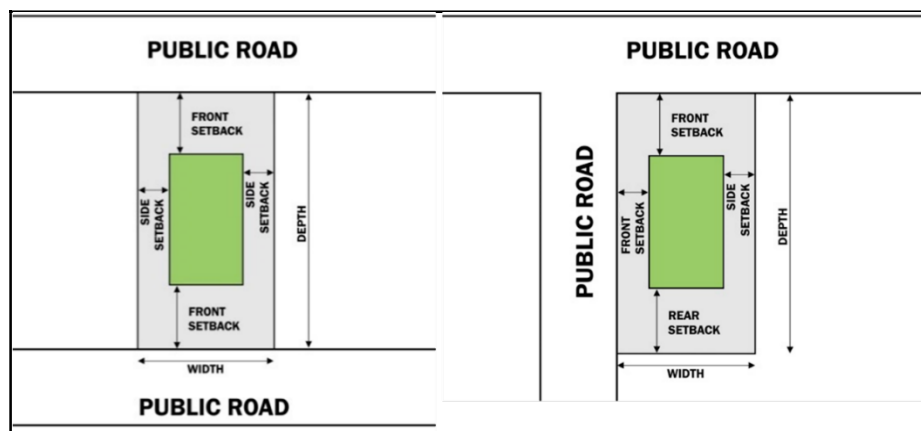 PUBLIC ROAD
FRONT
SETBACK
SIDE
SETBACK
SIDE
SETBACK
DEPTH
FRONT
SETBACK
WIDTH
PUBLIC ROAD
PUBLIC ROAD
PUBLIC ROAD
FRONT
SETBACK
FRONT
SETBACK
SIDE
SETBACK
DEPTH
REAR
SETBACK
WIDTH